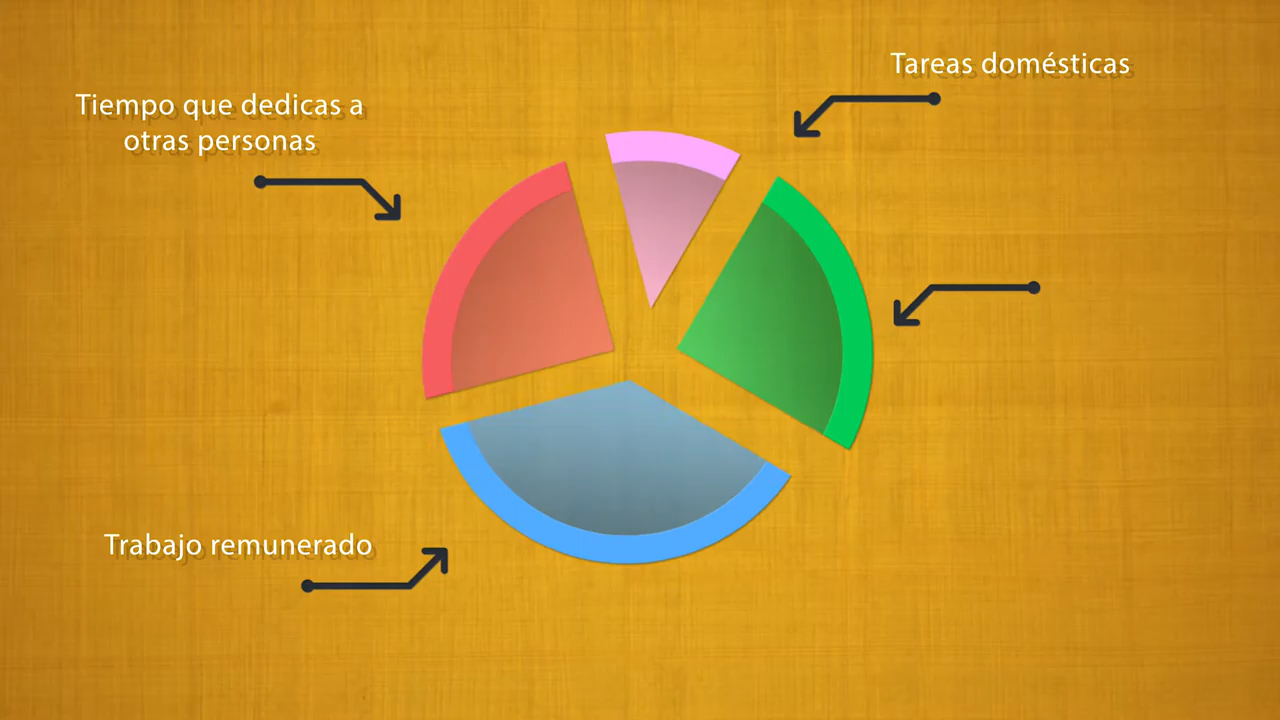 Tareas domésticas
Tiempo que dedicas a
otras personas
Trabajo remunerado